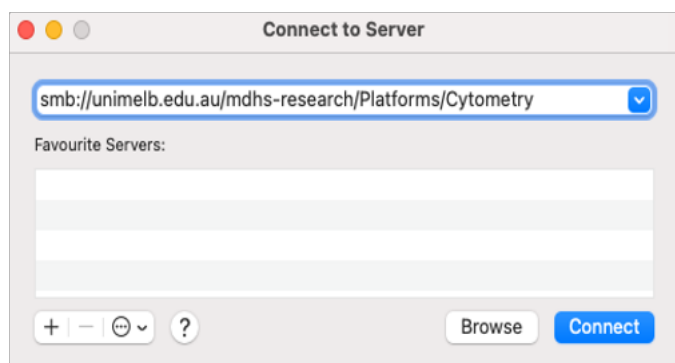 Connect to Server
smb://unimelb.edu.au/mdhs-research/Platforms/Cytometry
Favourite Servers:
+ − ?
Browse
Connect